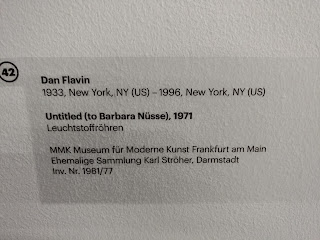 42
Dan Flavin
1933, New York, NY (US) – 1996, New York, NY (US)
Untitled (to Barbara Nüsse), 1971
Leuchtstoffröhren
MMK Museum für Moderne Kunst Frankfurt am Main
Ehemalige Sammlung Karl Ströher, Darmstadt
Inv. Nr. 1981/77